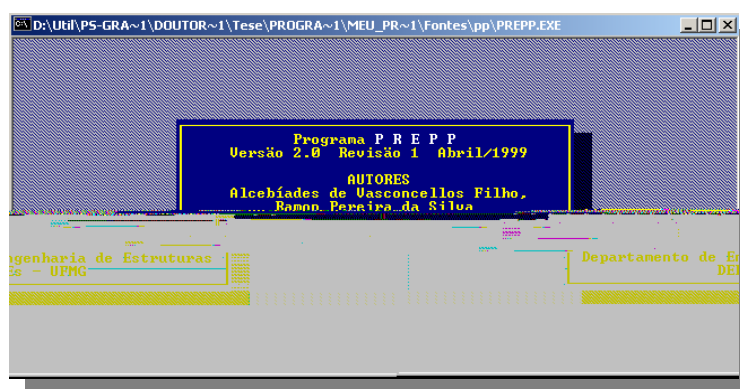 D:\Util\PS-GRA~1\DOUTOR~1\Tese\PROGRA~1\MEU_PR~1\Fontes\pp\PREPP.EXE
Programa P R E P P
Versão 2.0 Revisão 1 Abril/1999
AUTORES
Alcebíades de Vasconcellos Filho,
Ramon Pereira da Silva
genharia de Estruturas
s - UFMG
Departamento de E
DE